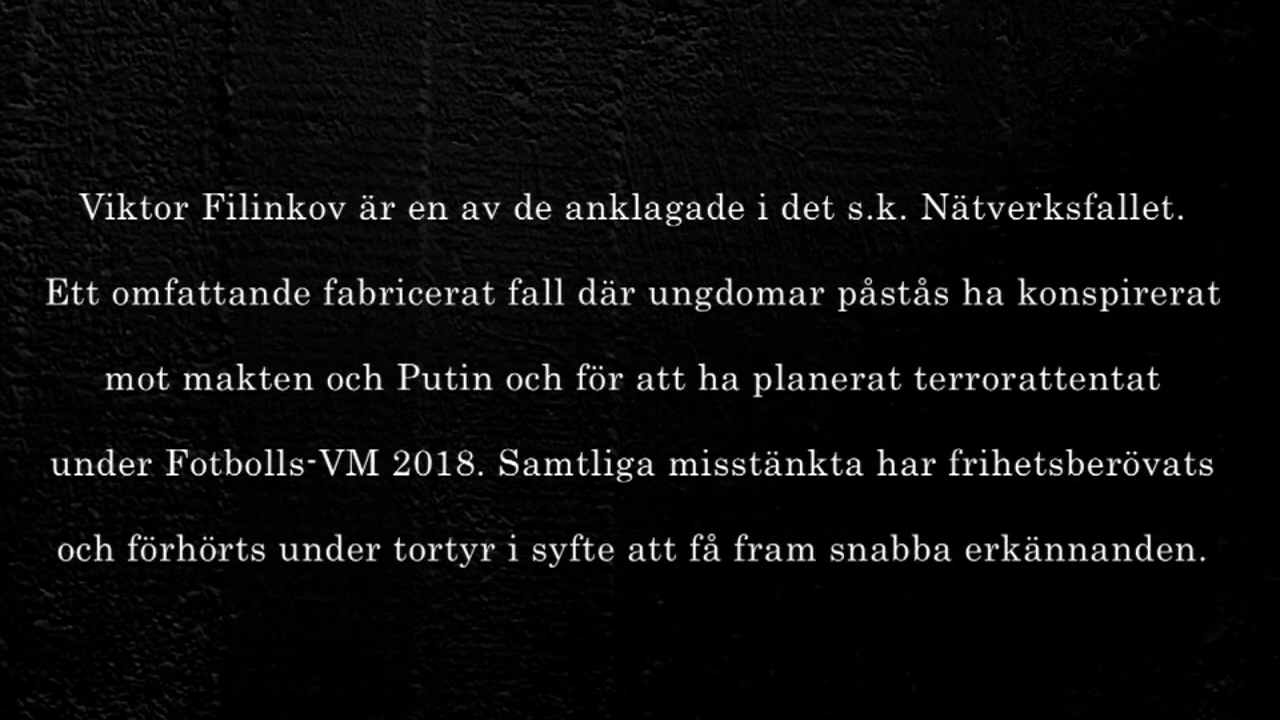 Viktor Filinkov är en av de anklagade i det s.k. Nätverksfallet.
Ett omfattande fabricerat fall där ungdomar påstås ha konspirerat
mot makten och Putin och för att ha planerat terrorattentat
under Fotbolls-VM 2018. Samtliga misstänkta har frihetsberövats
och förhörts under tortyr i syfte att få fram snabba erkännanden.